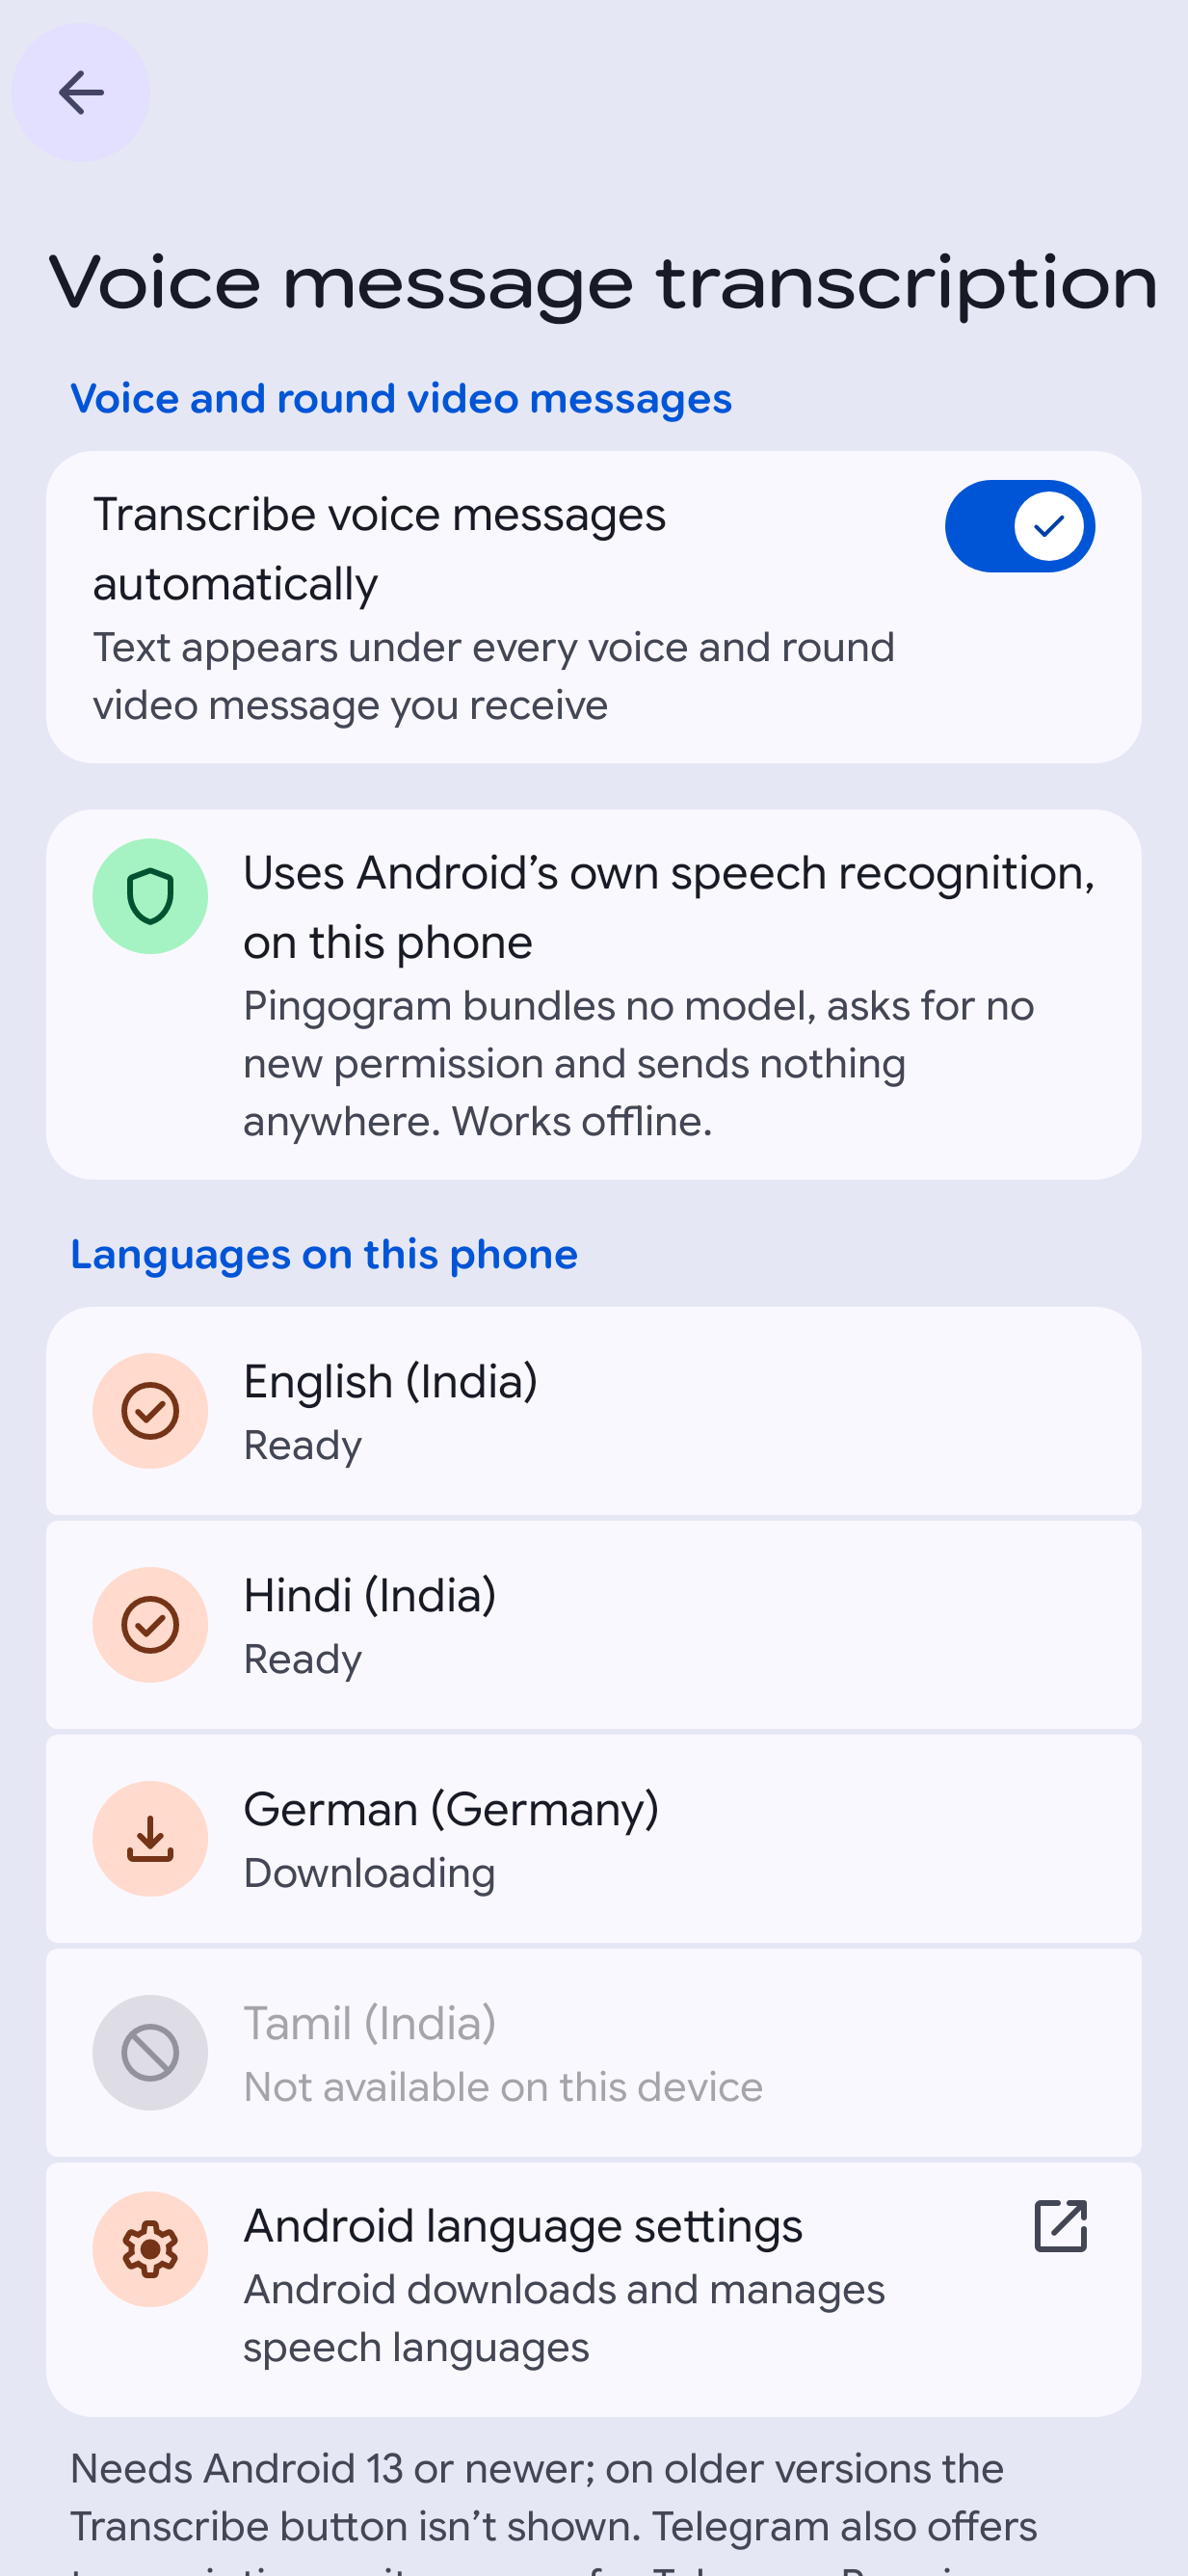 Voice message transcription
Voice and round video messages
Transcribe voice messages
automatically
Text appears under every voice and round
video message you receive
Uses Android’s own speech recognition,
on this phone
Pingogram bundles no model, asks for no
new permission and sends nothing
anywhere. Works offline.
Languages on this phone
English (India)
Ready
Hindi (India)
Ready
German (Germany)
Downloading
Tamil (India)
Not available on this device
Android language settings
Android downloads and manages
speech languages
Needs Android 13 or newer; on older versions the
Transcribe button isn’t shown. Telegram also offers